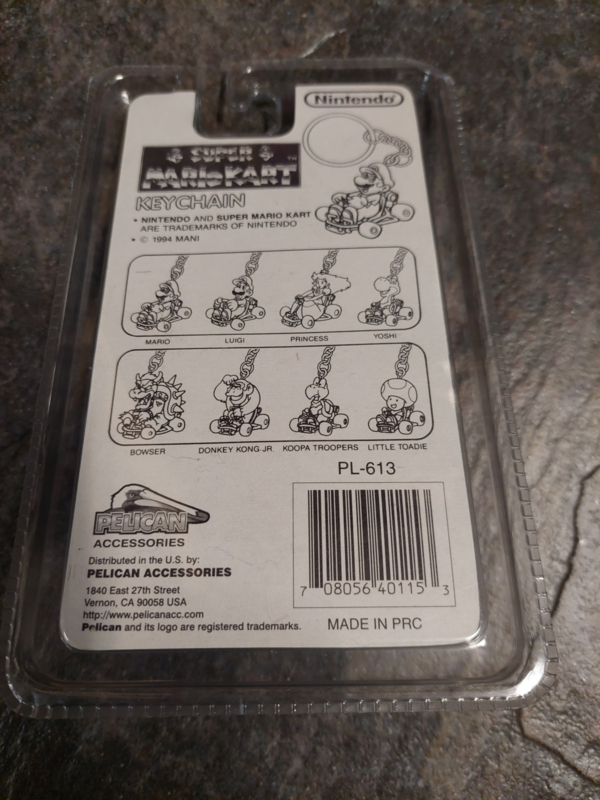 Nintendo
SUPER
MARIO KART
TM
KEYCHAIN
• NINTENDO AND SUPER MARIO KART
ARE TRADEMARKS OF NINTENDO
• © 1994 MANI
MARIO LUIGI PRINCESS YOSHI
BOWSER DONKEY KONG JR. KOOPA TROOPERS LITTLE TOADIE
PL-613
PELICAN
ACCESSORIES
Distributed in the U.S. by:
PELICAN ACCESSORIES
1840 East 27th Street
Vernon, CA 90058 USA
http://www.pelicanacc.com
Pelican and its logo are registered trademarks.
7 08056 40115 3
MADE IN PRC